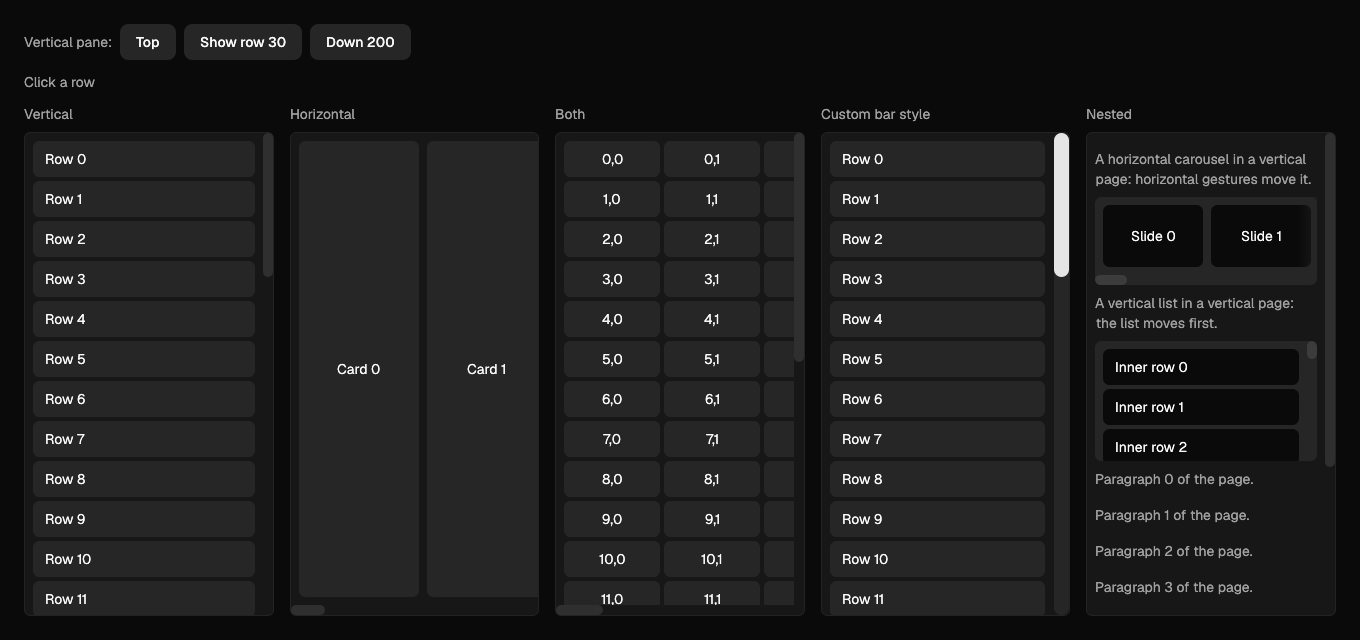 Vertical pane: Top Show row 30 Down 200
Click a row
Vertical
Row 0
Row 1
Row 2
Row 3
Row 4
Row 5
Row 6
Row 7
Row 8
Row 9
Row 10
Row 11
Horizontal
Card 0 Card 1
Both
0,0 0,1
1,0 1,1
2,0 2,1
3,0 3,1
4,0 4,1
5,0 5,1
6,0 6,1
7,0 7,1
8,0 8,1
9,0 9,1
10,0 10,1
11,0 11,1
Custom bar style
Row 0
Row 1
Row 2
Row 3
Row 4
Row 5
Row 6
Row 7
Row 8
Row 9
Row 10
Row 11
Nested
A horizontal carousel in a vertical
page: horizontal gestures move it.
Slide 0 Slide 1
A vertical list in a vertical page:
the list moves first.
Inner row 0
Inner row 1
Inner row 2
Paragraph 0 of the page.
Paragraph 1 of the page.
Paragraph 2 of the page.
Paragraph 3 of the page.